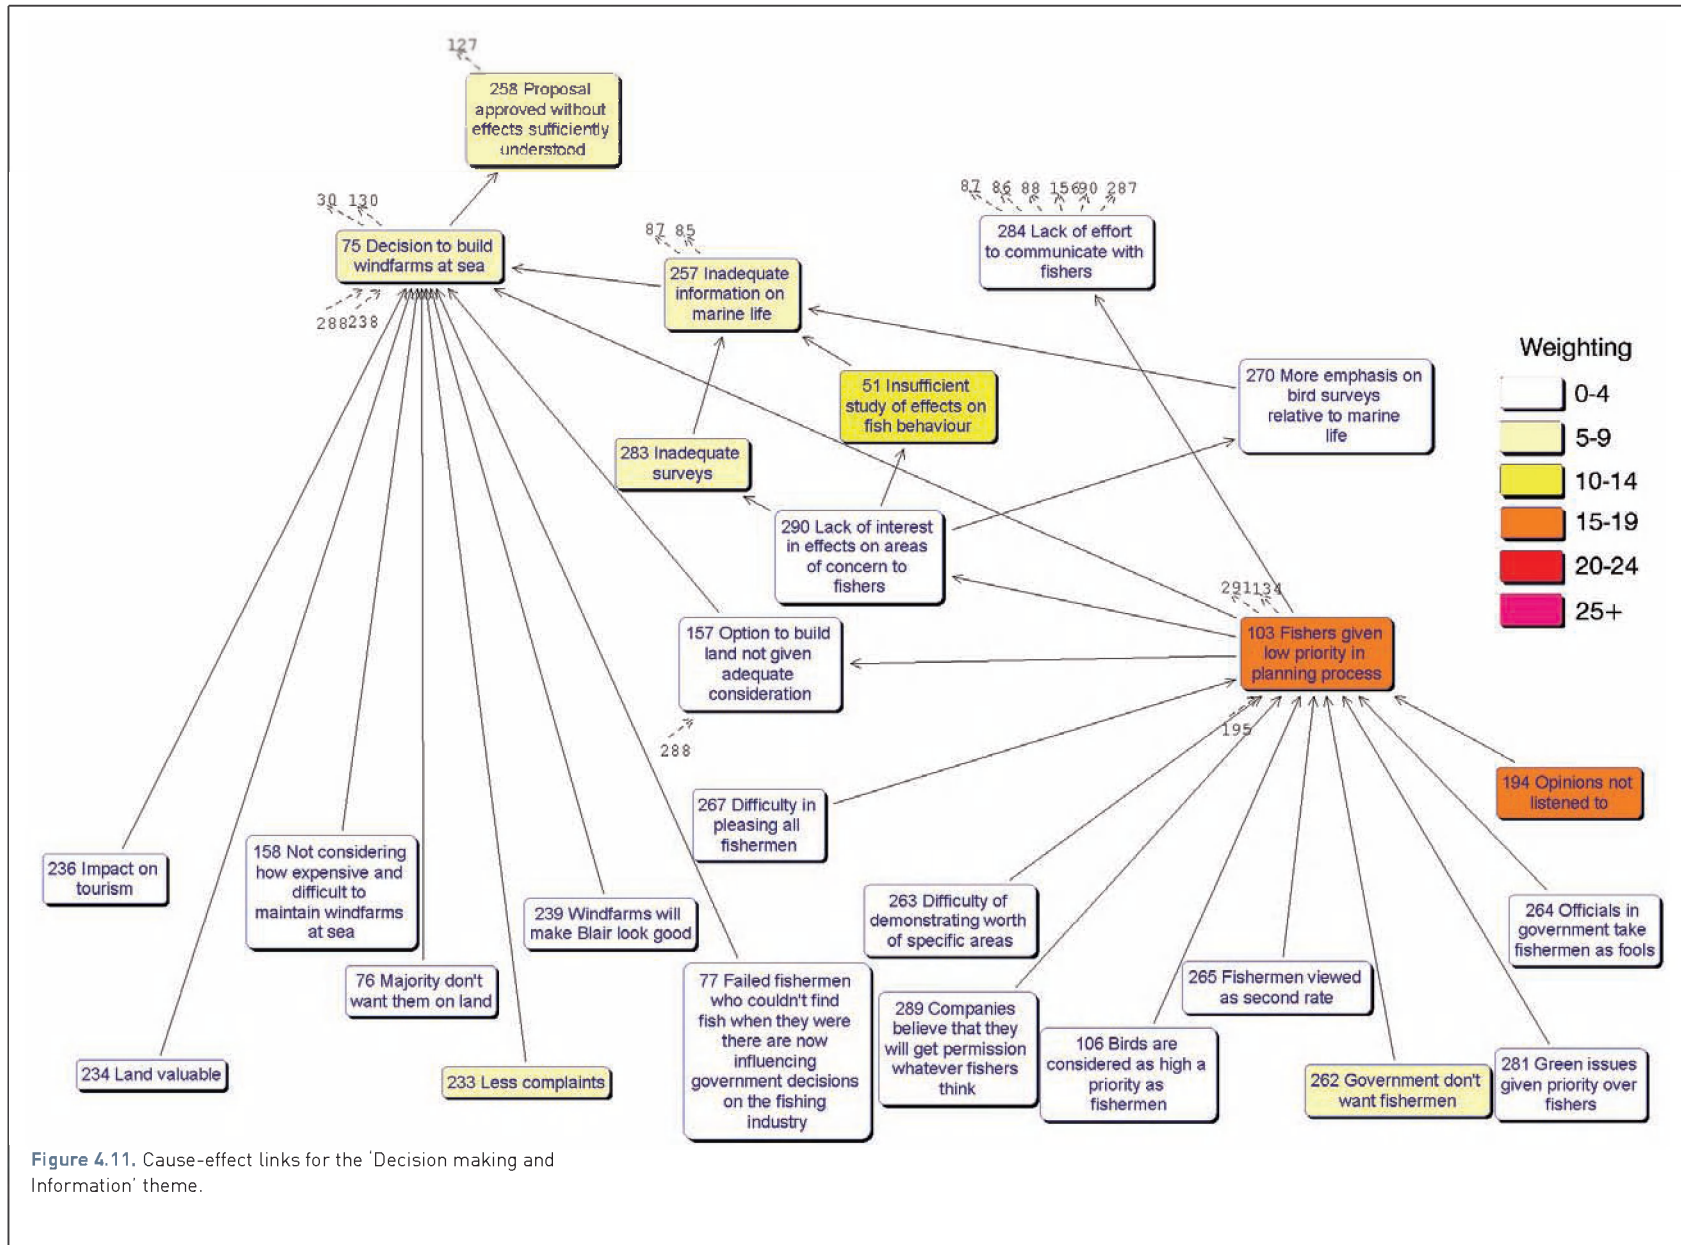 127
258 Proposal
approved without
effects sufficiently
understood
30 130
75 Decision to build
windfarms at sea
288238
87 85
257 Inadequate
information on
marine life
87 86 88 15690 287
284 Lack of effort
to communicate with
fishers
51 Insufficient
study of effects on
fish behaviour
270 More emphasis on
bird surveys
relative to marine
life
283 Inadequate
surveys
290 Lack of interest
in effects on areas
of concern to
fishers
Weighting
0-4
5-9
10-14
15-19
20-24
25+
157 Option to build
land not given
adequate
consideration
288
291134
103 Fishers given
low priority in
planning process
195
194 Opinions not
listened to
267 Difficulty in
pleasing all
fishermen
236 Impact on
tourism
158 Not considering
how expensive and
difficult to
maintain windfarms
at sea
239 Windfarms will
make Blair look good
263 Difficulty of
demonstrating worth
of specific areas
264 Officials in
government take
fishermen as fools
76 Majority don't
want them on land
77 Failed fishermen
who couldn't find
fish when they were
there are now
influencing
government decisions
on the fishing
industry
265 Fishermen viewed
as second rate
289 Companies
believe that they
will get permission
whatever fishers
think
106 Birds are
considered as high a
priority as
fishermen
234 Land valuable
233 Less complaints
262 Government don't
want fishermen
281 Green issues
given priority over
fishers
Figure 4.11. Cause-effect links for the 'Decision making and
Information' theme.